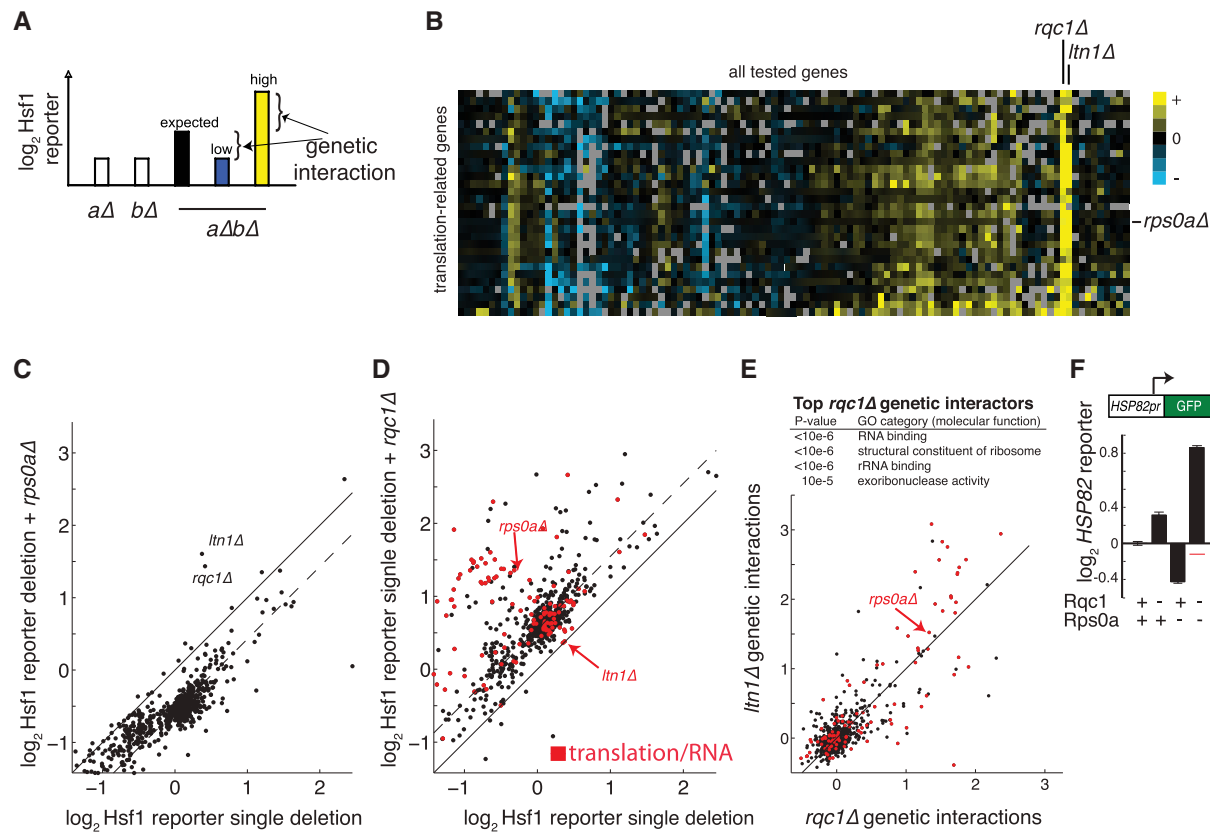 A
log2 Hsf1
reporter
expected
low
high
genetic
interaction
aΔ
bΔ
aΔbΔ
B
rqc1Δ
ltn1Δ
all tested genes
translation-related genes
+
0
-
–rps0aΔ
C
log2 Hsf1 reporter deletion + rps0aΔ
3
2
1
0
−1
ltn1Δ
rqc1Δ
−1
0
1
2
log2 Hsf1 reporter single deletion
D
log2 Hsf1 reporter signle deletion + rqc1Δ
3
2
1
0
−1
rps0aΔ
ltn1Δ
translation/RNA
−1
0
1
2
log2 Hsf1 reporter single deletion
E
Top rqc1Δ genetic interactors
P-value GO category (molecular function)
<10e-6 RNA binding
<10e-6 structural constituent of ribosome
<10e-6 rRNA binding
10e-5 exoribonuclease activity
ltn1Δ genetic interactions
3
2
1
0
rps0aΔ
0
1
2
3
rqc1Δ genetic interactions
F
HSP82pr GFP
log2 HSP82 reporter
0.8
0.4
0
-0.4
Rqc1 + - + -
Rps0a + + - -